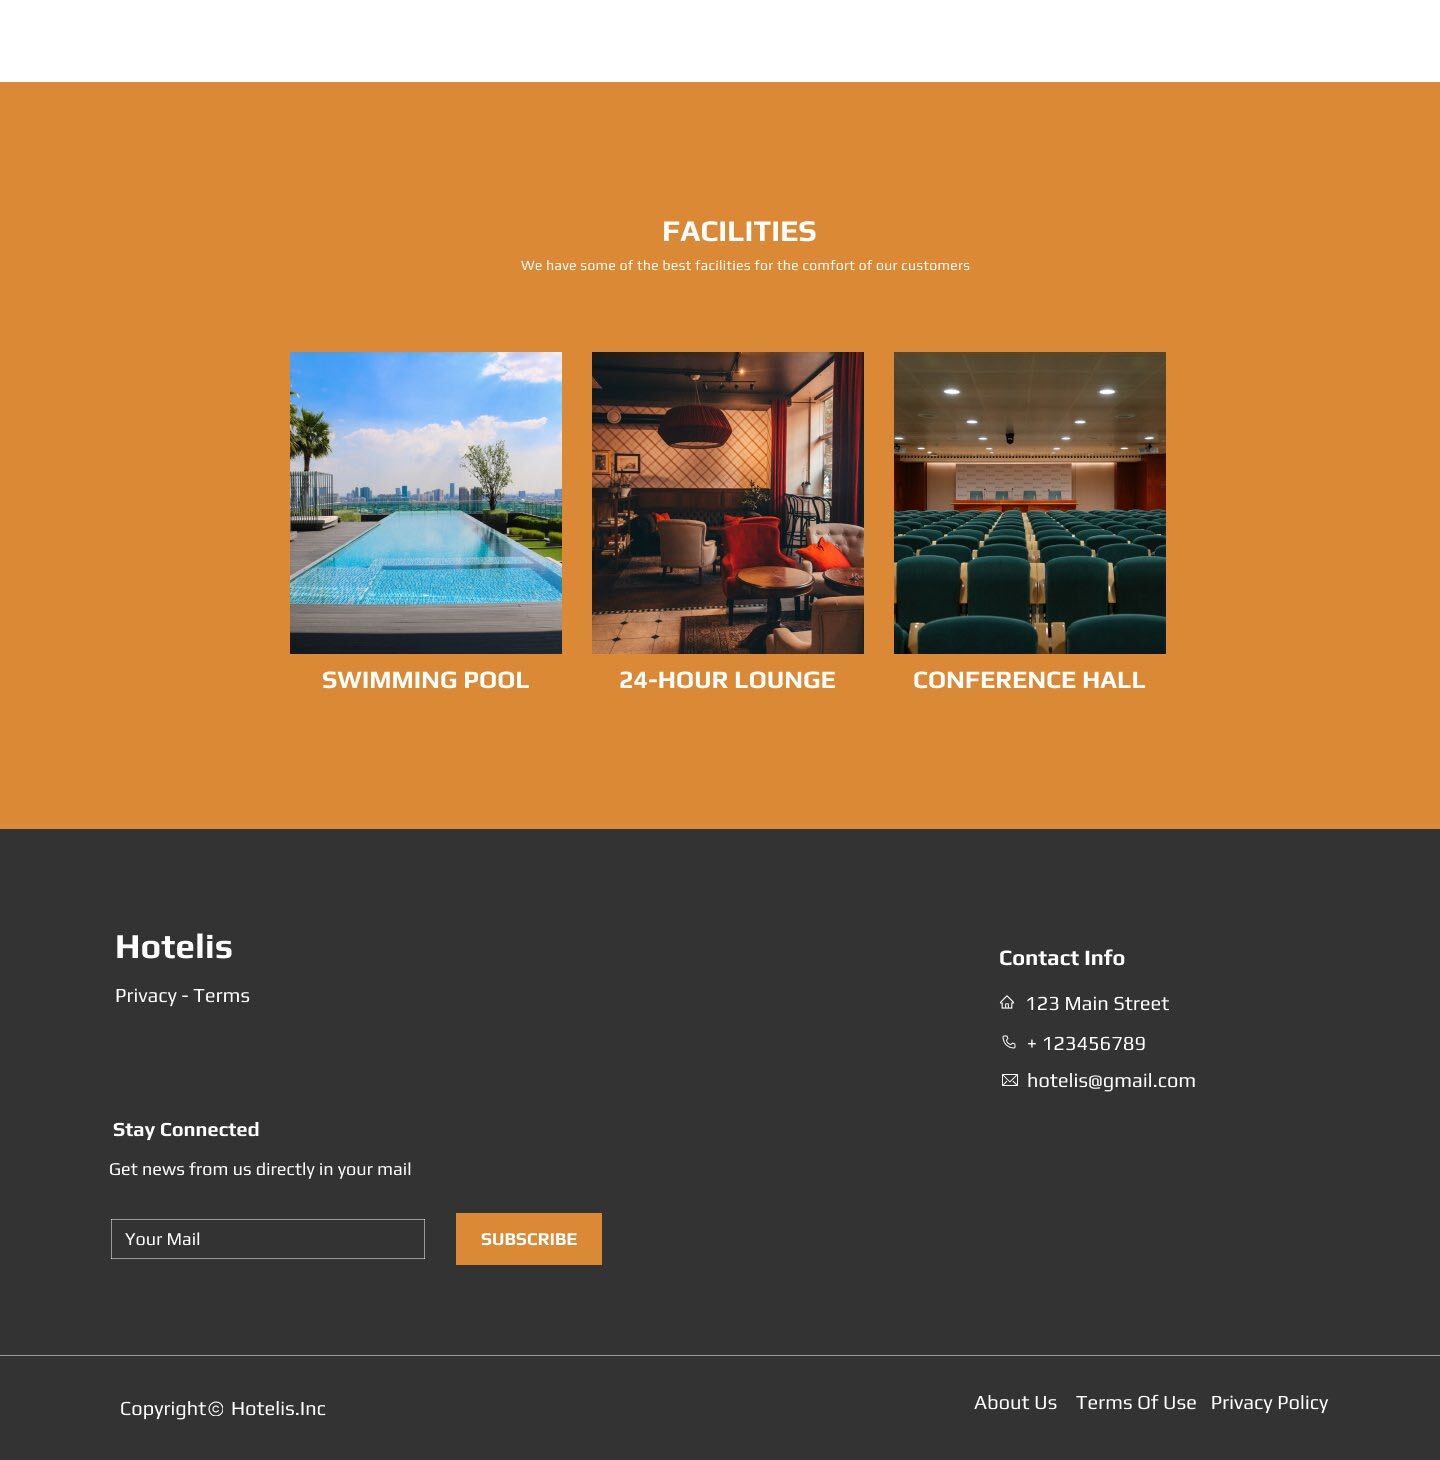 FACILITIES
We have some of the best facilities for the comfort of our customers
SWIMMING POOL
24-HOUR LOUNGE
CONFERENCE HALL
Hotelis
Privacy - Terms
Contact Info
123 Main Street
+ 123456789
hotelis@gmail.com
Stay Connected
Get news from us directly in your mail
Your Mail
SUBSCRIBE
Copyright© Hotelis.Inc
About Us Terms Of Use Privacy Policy